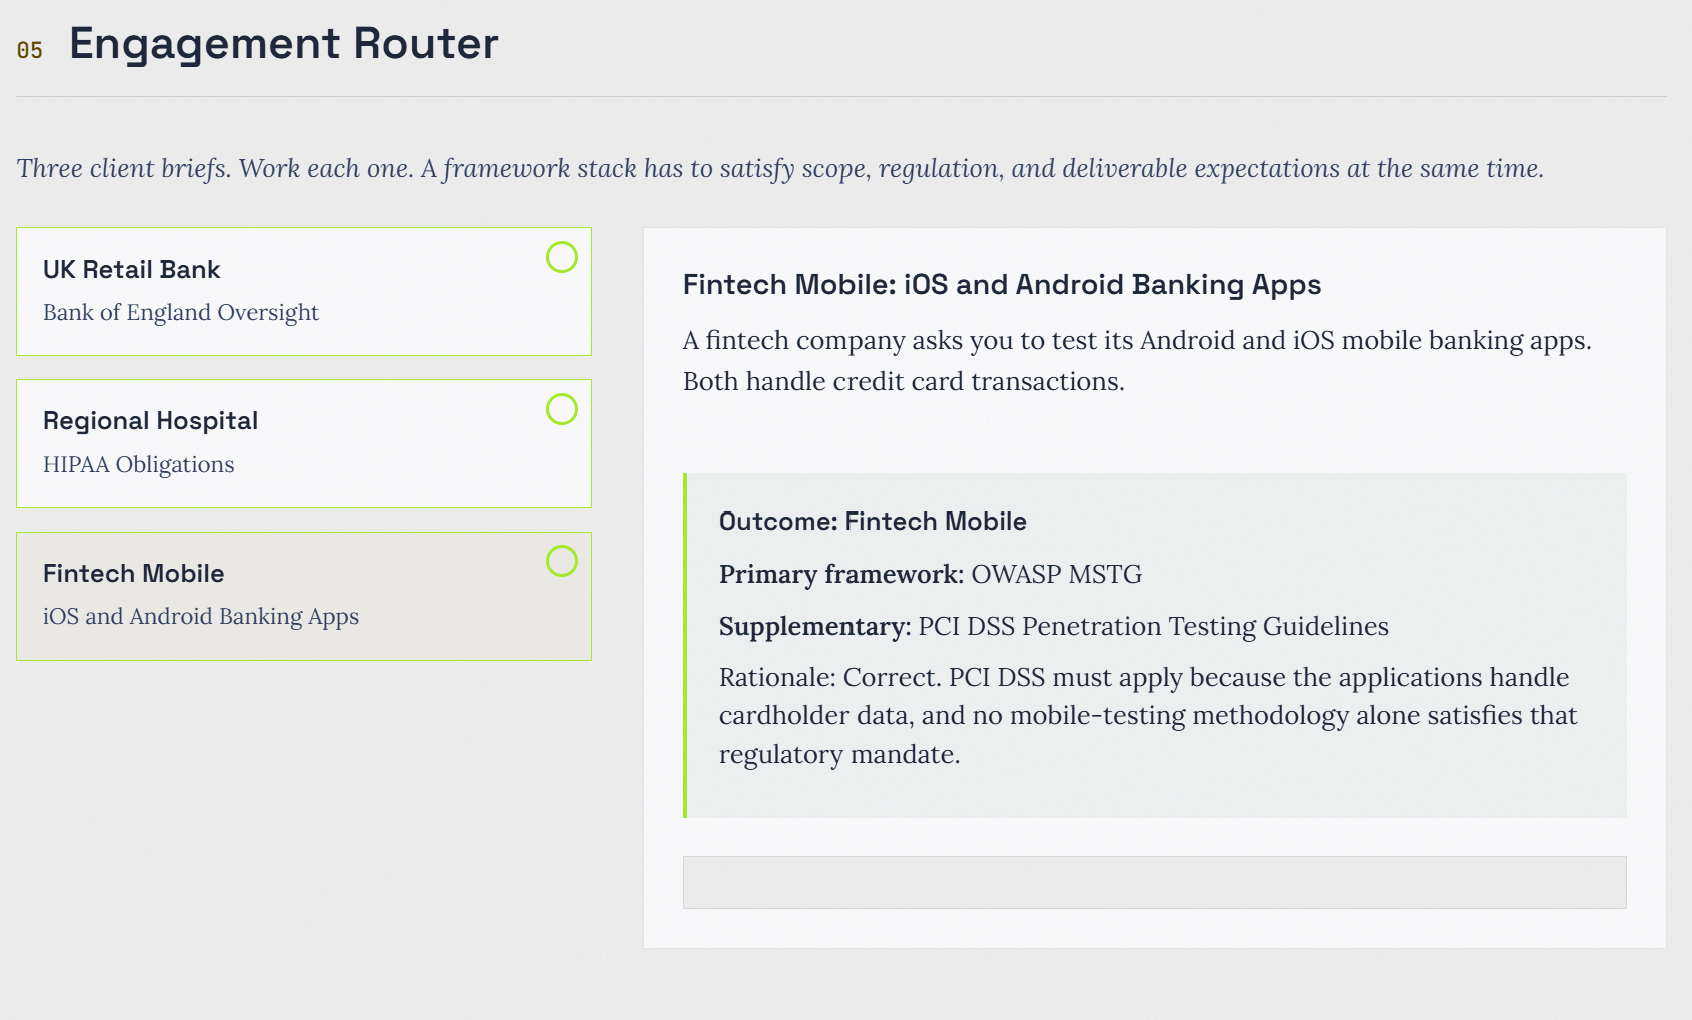 05 Engagement Router
Three client briefs. Work each one. A framework stack has to satisfy scope, regulation, and deliverable expectations at the same time.
UK Retail Bank
Bank of England Oversight
Regional Hospital
HIPAA Obligations
Fintech Mobile
iOS and Android Banking Apps
Fintech Mobile: iOS and Android Banking Apps
A fintech company asks you to test its Android and iOS mobile banking apps.
Both handle credit card transactions.
Outcome: Fintech Mobile
Primary framework: OWASP MSTG
Supplementary: PCI DSS Penetration Testing Guidelines
Rationale: Correct. PCI DSS must apply because the applications handle
cardholder data, and no mobile-testing methodology alone satisfies that
regulatory mandate.